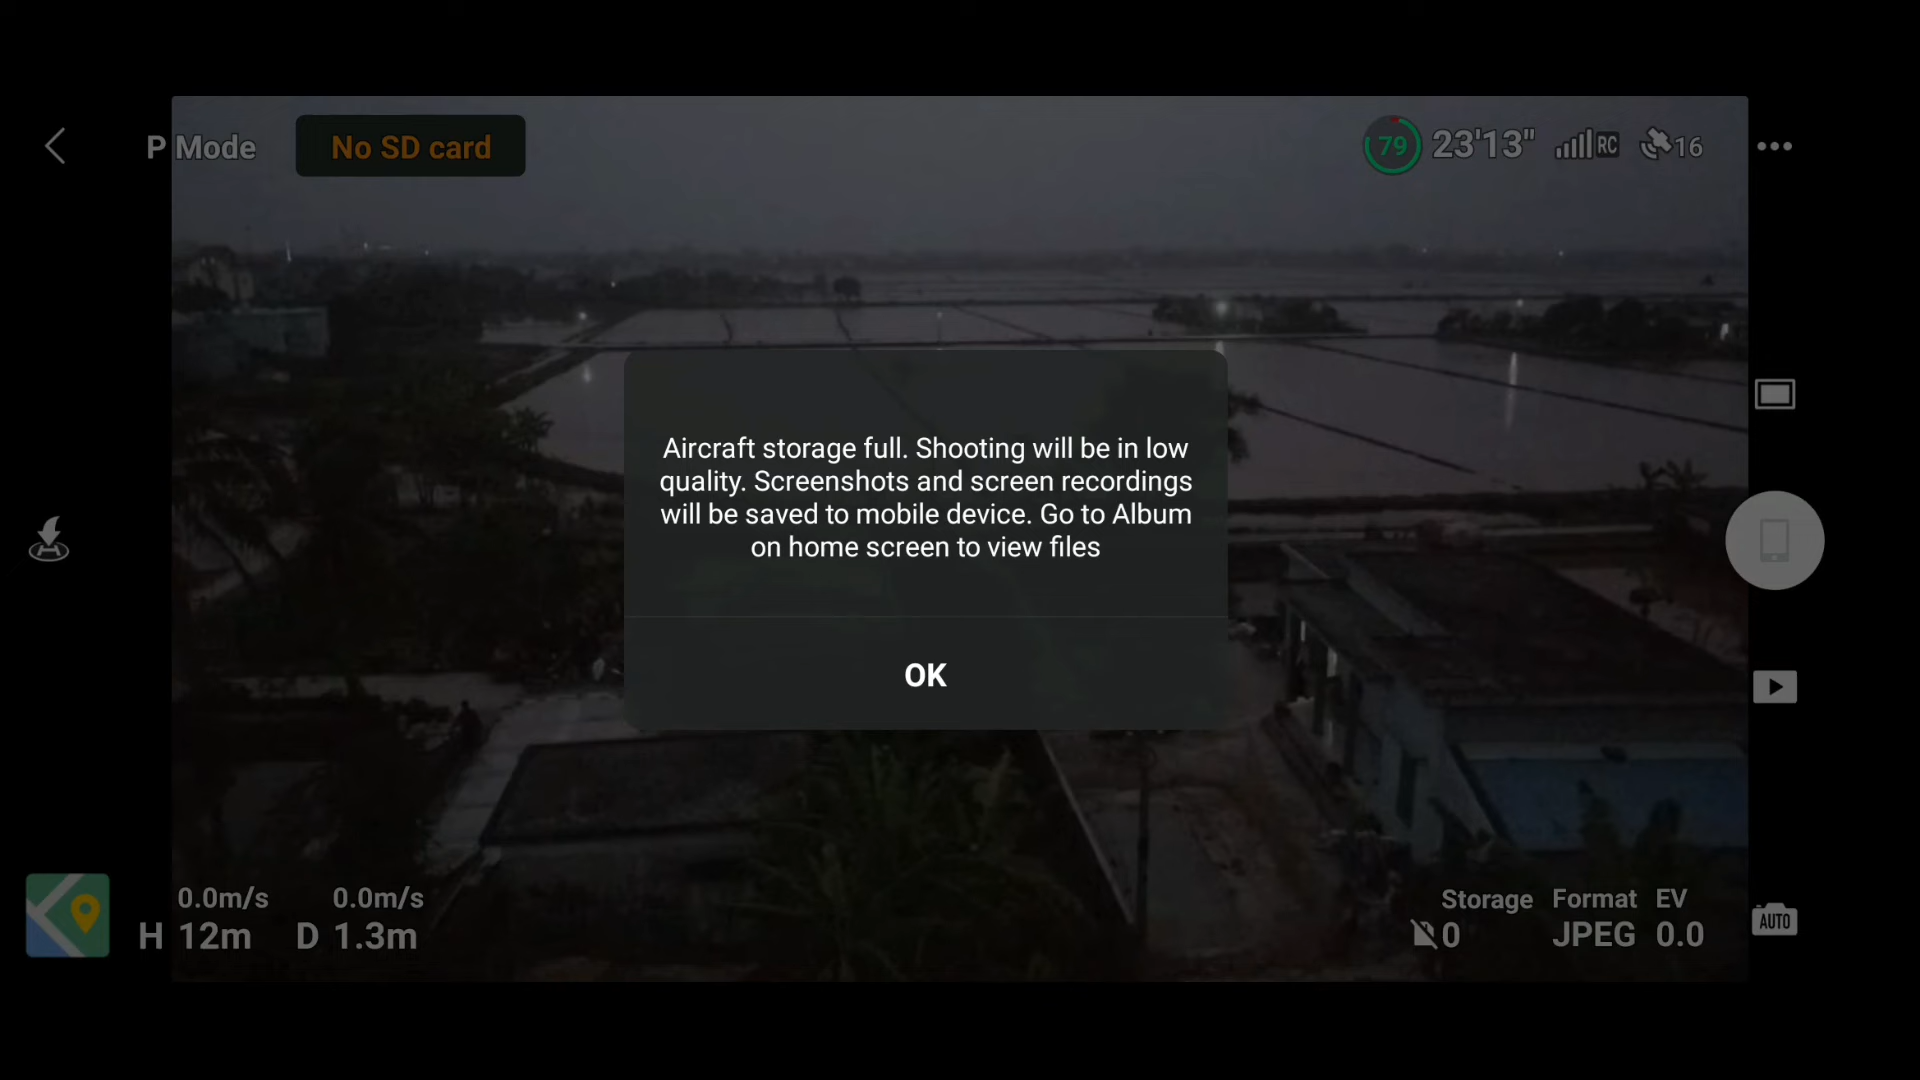 P Mode
No SD card
79
23'13"
RC
16
Aircraft storage full. Shooting will be in low
quality. Screenshots and screen recordings
will be saved to mobile device. Go to Album
on home screen to view files
OK
0.0m/s 0.0m/s
H 12m D 1.3m
Storage Format EV
0 JPEG 0.0
AUTO